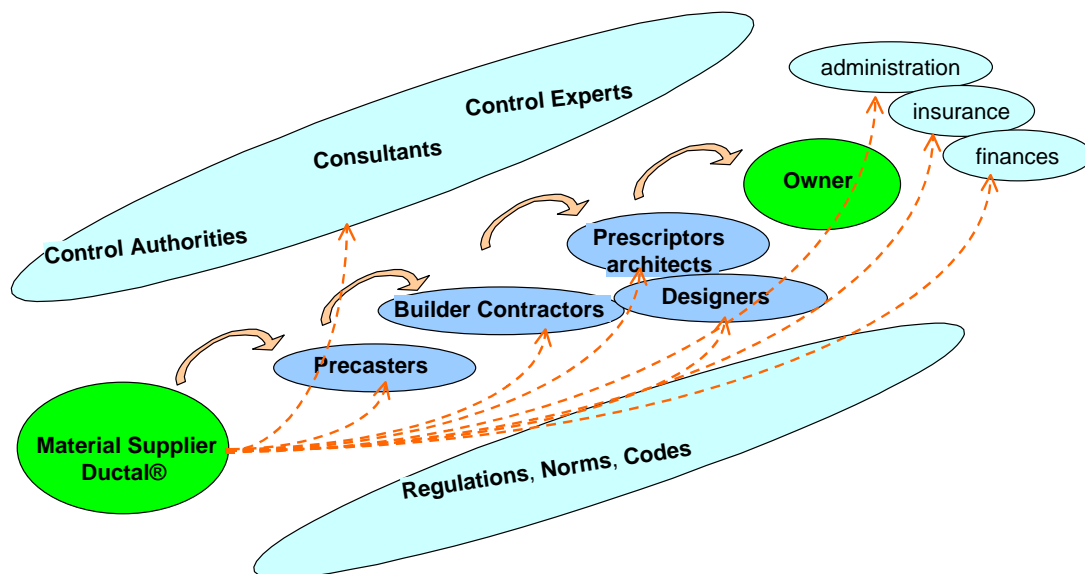 administration
Control Experts
insurance
Consultants
finances
Owner
Control Authorities
Prescriptors
architects
Builder Contractors
Designers
Precasters
Material Supplier
Ductal®
Regulations, Norms, Codes